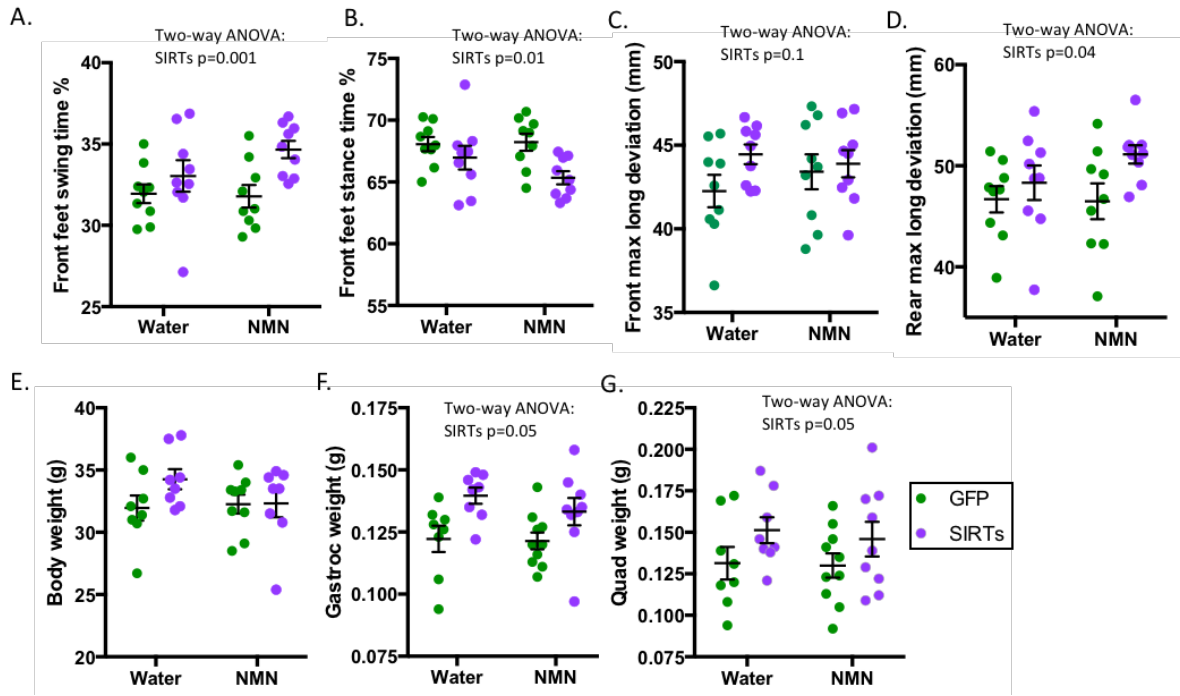 A.
Two-way ANOVA:
SIRTs p=0.001
Front feet swing time %
40
35
30
25
Water
NMN
B.
Two-way ANOVA:
SIRTs p=0.01
Front feet stance time %
75
70
65
60
55
Water
NMN
C.
Two-way ANOVA:
SIRTs p=0.1
Front max long deviation (mm)
50
45
40
35
Water
NMN
D.
Two-way ANOVA:
SIRTs p=0.04
Rear max long deviation (mm)
60
50
40
Water
NMN
E.
Body weight (g)
40
35
30
25
20
Water
NMN
F.
Two-way ANOVA:
SIRTs p=0.05
Gastroc weight (g)
0.175
0.150
0.125
0.100
0.075
Water
NMN
G.
Two-way ANOVA:
SIRTs p=0.05
Quad weight (g)
0.225
0.200
0.175
0.150
0.125
0.100
0.075
Water
NMN
GFP
SIRTs